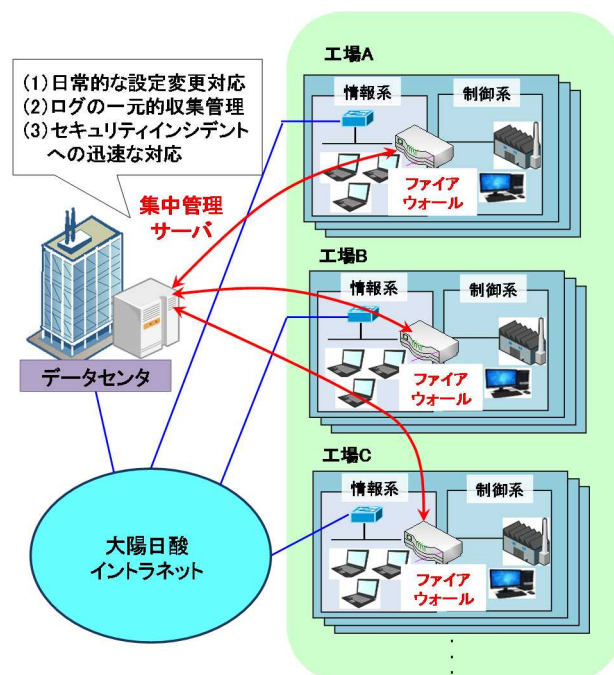 (1)日常的な設定変更対応
(2)ログの一元的収集管理
(3)セキュリティインシデント
への迅速な対応
集中管理
サーバ
データセンタ
大陽日酸
イントラネット
工場A
情報系
制御系
ファイア
ウォール
工場B
情報系
制御系
ファイア
ウォール
工場C
情報系
制御系
ファイア
ウォール